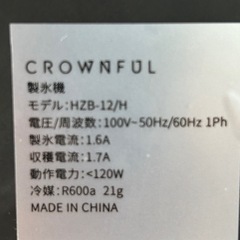 CROWNFUL
製氷機
モデル:HZB-12/H
電圧/周波数: 100V~50Hz/60Hz 1Ph
製氷電流: 1.6A
収穫電流: 1.7A
動作電力: <120W
冷媒: R600a 21g
MADE IN CHINA